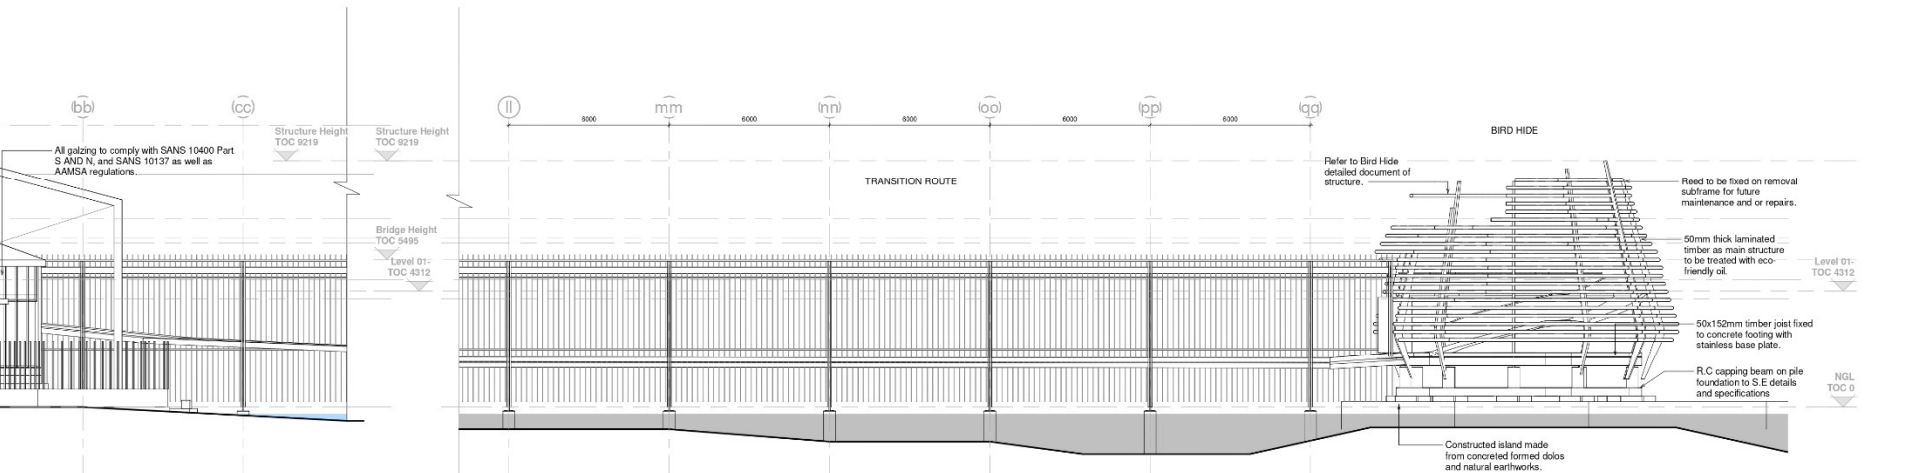 (bb)
(cc)
ll
mm
(nn)
(oo)
(pp)
(qq)
6000
6000
6000
6000
6000
Structure Height
TOC 9219
Structure Height
TOC 9219
BIRD HIDE
All galzing to comply with SANS 10400 Part
S AND N, and SANS 10137 as well as
AAMSA regulations.
TRANSITION ROUTE
Refer to Bird Hide
detailed document of
structure.
Reed to be fixed on removal
subframe for future
maintenance and or repairs.
Bridge Height
TOC 5495
Level 01-
TOC 4312
50mm thick laminated
timber as main structure
to be treated with eco-
friendly oil.
Level 01-
TOC 4312
50x152mm timber joist fixed
to concrete footing with
stainless base plate.
R.C capping beam on pile
foundation to S.E details
and specifications
NGL
TOC 0
Constructed island made
from concreted formed dolos
and natural earthworks.